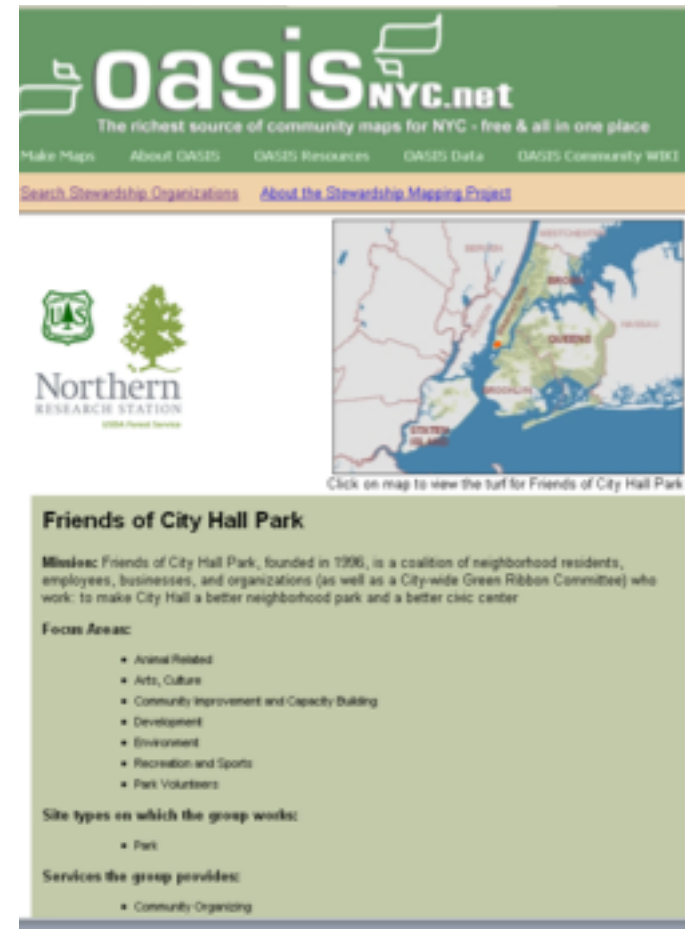 oasisNYC.net
The richest source of community maps for NYC - free & all in one place
Make Maps About OASIS OASIS Resources OASIS Data OASIS Community WIKI
Search Stewardship Organizations About the Stewardship Mapping Project
WESTCHESTER
BERGEN
BRONX
NASSAU
QUEENS
BROOKLYN
STATEN
ISLAND
UAS
Northern
RESEARCH STATION
USDA Forest Service
Click on map to view the turf for Friends of City Hall Park
Friends of City Hall Park
Mission: Friends of City Hall Park, founded in 1996, is a coalition of neighborhood residents,
employees, businesses, and organizations (as well as a City-wide Green Ribbon Committee) who
work: to make City Hall a better neighborhood park and a better civic center
Focus Areas:
• Animal Related
• Arts, Culture
• Community Improvement and Capacity Building
• Development
• Environment
• Recreation and Sports
• Park Volunteers
Site types on which the group works:
• Park
Services the group provides:
• Community Organizing